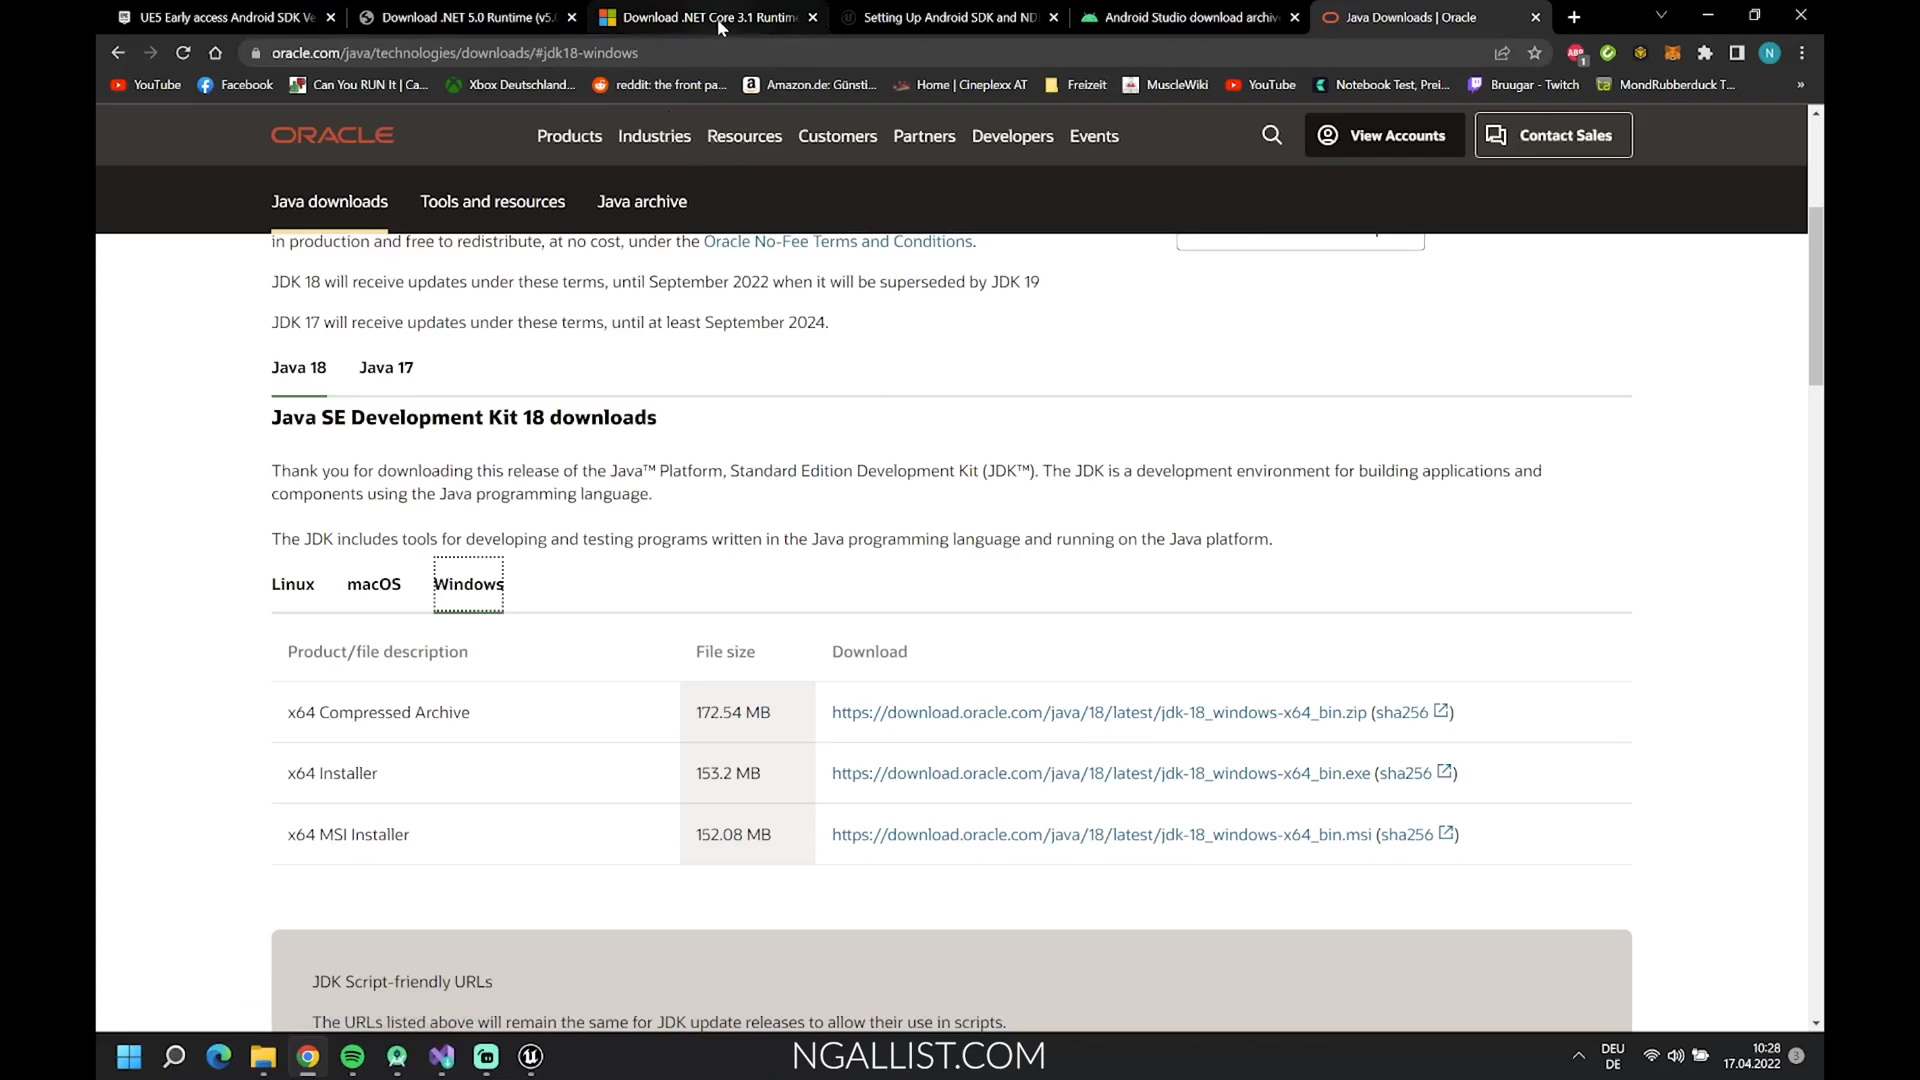 UE5 Early access Android SDK Ve
Download .NET 5.0 Runtime (v5.
Download .NET Core 3.1 Runtim
Setting Up Android SDK and ND
Android Studio download archiv
Java Downloads | Oracle
oracle.com/java/technologies/downloads/#jdk18-windows
ABP
1
N
YouTube
Facebook
Can You RUN It | Ca...
Xbox Deutschland...
reddit: the front pa...
Amazon.de: Günsti...
Home | Cineplexx AT
Freizeit
MuscleWiki
YouTube
Notebook Test, Prei...
Bruugar - Twitch
MondRubberduck T...
»
ORACLE
Products
Industries
Resources
Customers
Partners
Developers
Events
View Accounts
Contact Sales
Java downloads
Tools and resources
Java archive
in production and free to redistribute, at no cost, under the Oracle No-Fee Terms and Conditions.
JDK 18 will receive updates under these terms, until September 2022 when it will be superseded by JDK 19
JDK 17 will receive updates under these terms, until at least September 2024.
Java 18
Java 17
Java SE Development Kit 18 downloads
Thank you for downloading this release of the Java™ Platform, Standard Edition Development Kit (JDK™). The JDK is a development environment for building applications and
components using the Java programming language.
The JDK includes tools for developing and testing programs written in the Java programming language and running on the Java platform.
Linux
macOS
Windows
Product/file description
File size
Download
x64 Compressed Archive
172.54 MB
https://download.oracle.com/java/18/latest/jdk-18_windows-x64_bin.zip (sha256)
x64 Installer
153.2 MB
https://download.oracle.com/java/18/latest/jdk-18_windows-x64_bin.exe (sha256)
x64 MSI Installer
152.08 MB
https://download.oracle.com/java/18/latest/jdk-18_windows-x64_bin.msi (sha256)
JDK Script-friendly URLs
The URLs listed above will remain the same for JDK update releases to allow their use in scripts.
NGALLIST.COM
DEU
DE
10:28
17.04.2022
3